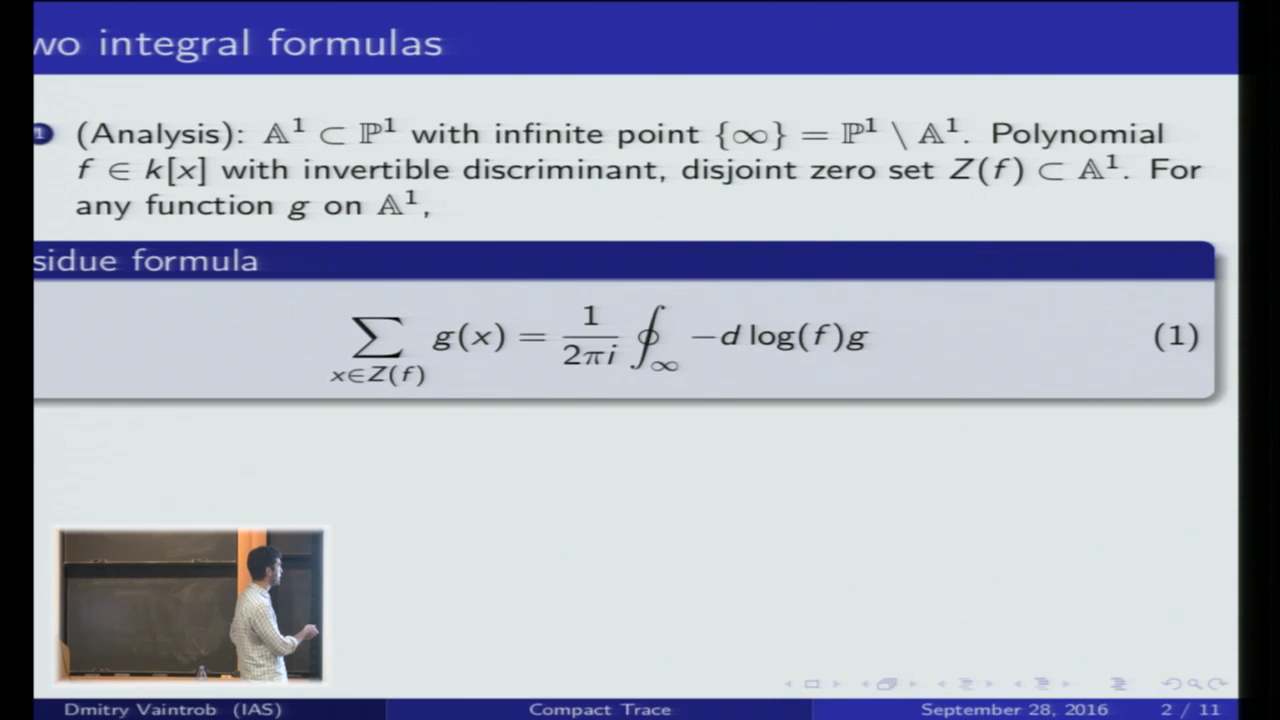 wo integral formulas
1 (Analysis): 𝔸¹ ⊂ ℙ¹ with infinite point {∞} = ℙ¹ \ 𝔸¹. Polynomial
f ∈ k[x] with invertible discriminant, disjoint zero set Z(f) ⊂ 𝔸¹. For
any function g on 𝔸¹,
sidue formula
∑_{x∈Z(f)} g(x) = \frac{1}{2πi} ∮_∞ −d log(f)g (1)
Dmitry Vaintrob (IAS) Compact Trace September 28, 2016 2 / 11